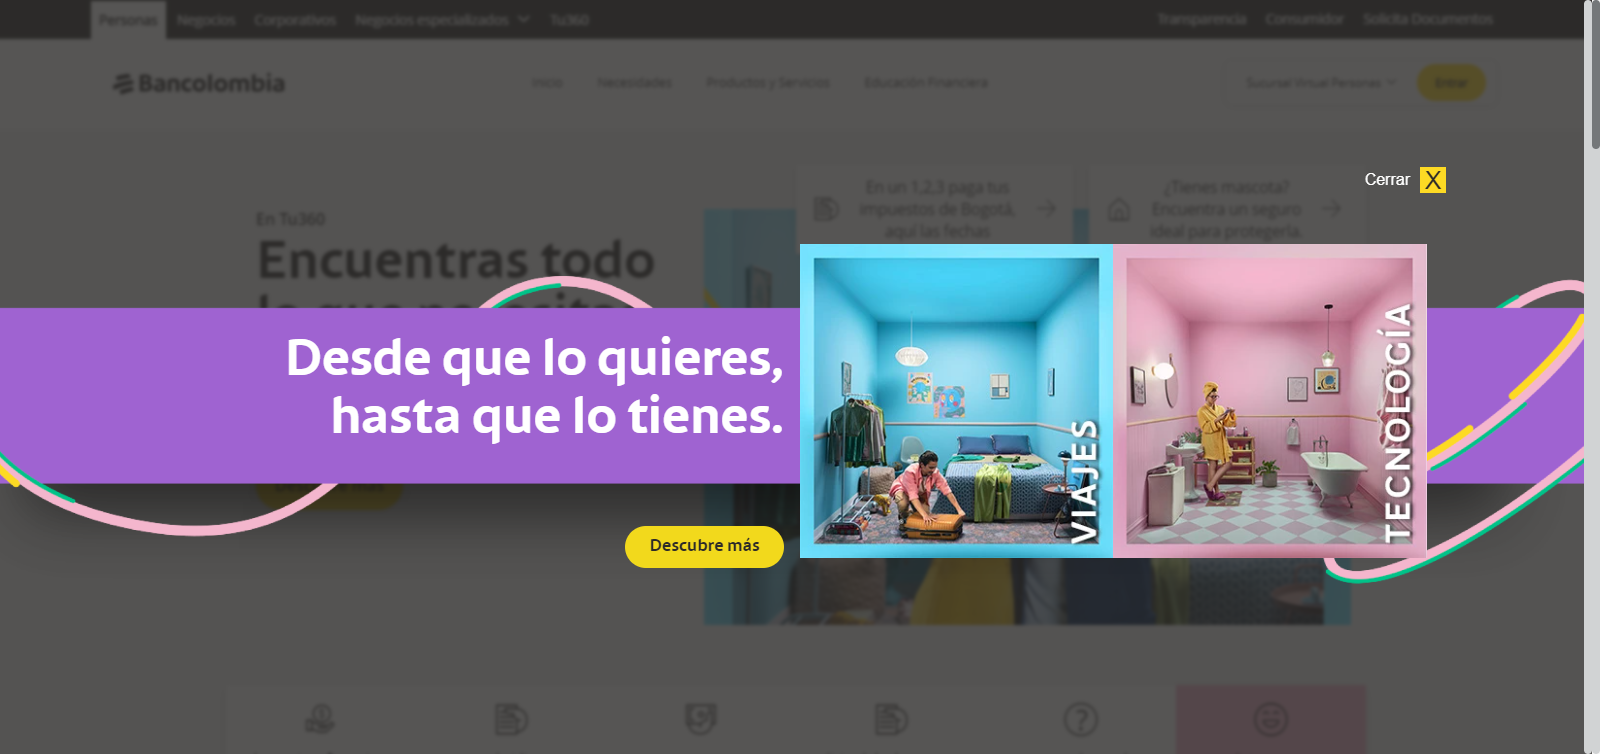 Personas Negocios Corporativos Negocios especializados Tu360 Transparencia Consumidor Solicita Documentos
Bancolombia Inicio Necesidades Productos y Servicios Educación Financiera Sucursal Virtual Personas Entrar
Cerrar X
En un 1,2,3 paga tus
impuestos de Bogotá,
aquí las fechas
¿Tienes mascota?
Encuentra un seguro
ideal para protegerla.
En Tu360
Encuentras todo
Desde que lo quieres,
hasta que lo tienes.
Descubre más
VIAJES
TECNOLOGÍA